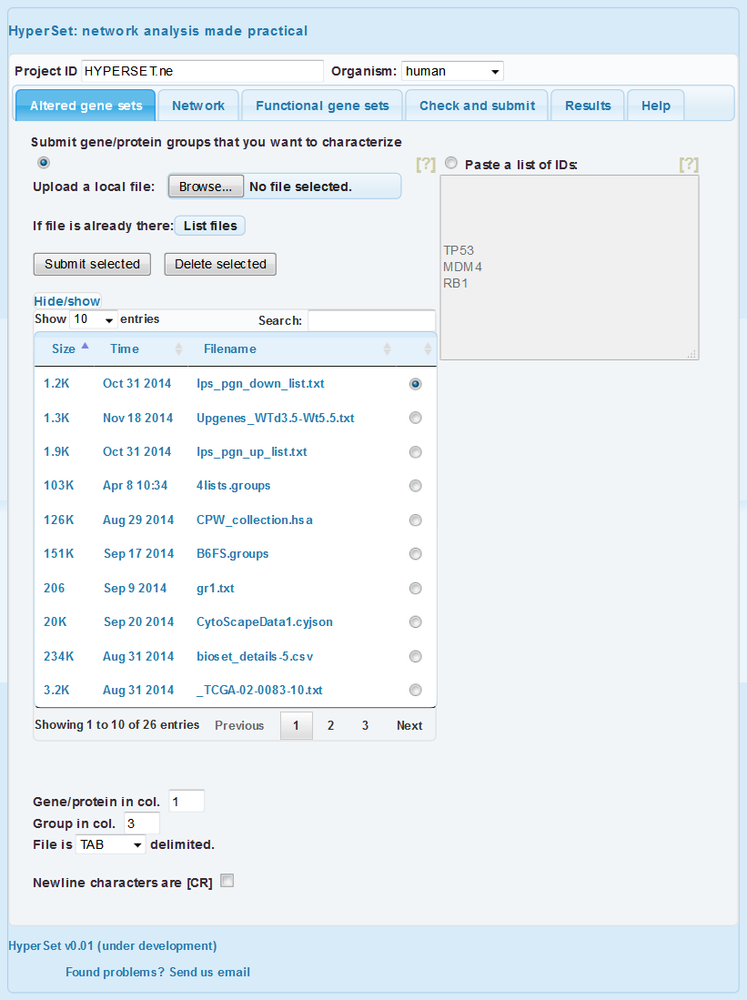 HyperSet: network analysis made practical
Project ID HYPERSET.ne Organism: human
Altered gene sets Network Functional gene sets Check and submit Results Help
Submit gene/protein groups that you want to characterize
[?] Paste a list of IDs: [?]
Upload a local file: Browse... No file selected.
If file is already there: List files
TP53
MDM4
RB1
Submit selected Delete selected
Hide/show
Show 10 entries Search:
Size Time Filename
1.2K Oct 31 2014 lps_pgn_down_list.txt
1.3K Nov 18 2014 Upgenes_WTd3.5-Wt5.5.txt
1.9K Oct 31 2014 lps_pgn_up_list.txt
103K Apr 8 10:34 4lists.groups
126K Aug 29 2014 CPW_collection.hsa
151K Sep 17 2014 B6FS.groups
206 Sep 9 2014 gr1.txt
20K Sep 20 2014 CytoScapeData1.cyjson
234K Aug 31 2014 bioset_details-5.csv
3.2K Aug 31 2014 _TCGA-02-0083-10.txt
Showing 1 to 10 of 26 entries Previous 1 2 3 Next
Gene/protein in col. 1
Group in col. 3
File is TAB delimited.
Newline characters are [CR]
HyperSet v0.01 (under development)
Found problems? Send us email